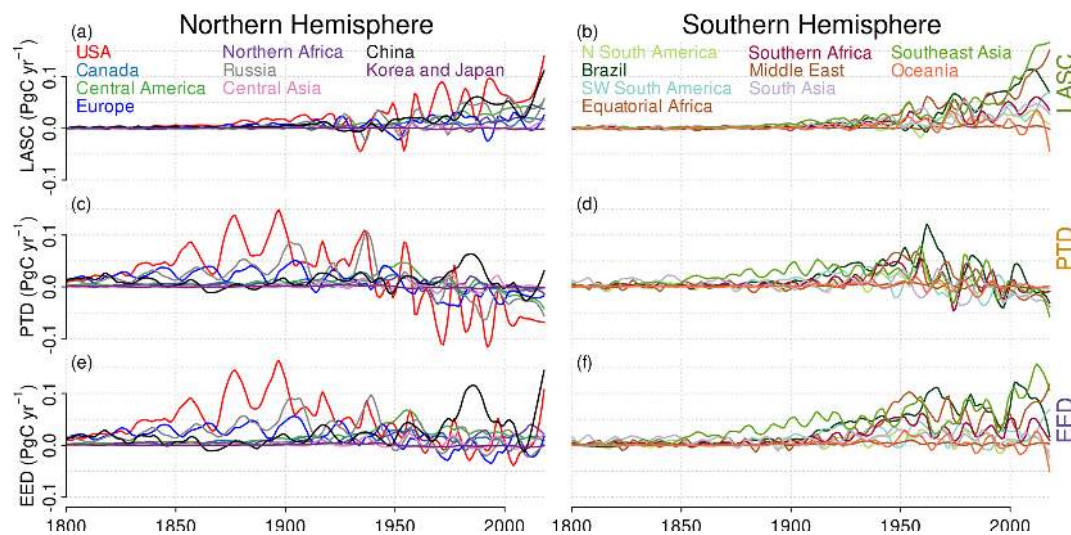 Northern Hemisphere
Southern Hemisphere
(a)
USA
Northern Africa
China
Canada
Russia
Korea and Japan
Central America
Central Asia
Europe
LASC (PgC yr⁻¹)
0.1
0.0
-0.1
(b)
N South America
Southern Africa
Southeast Asia
Brazil
Middle East
Oceania
SW South America
South Asia
Equatorial Africa
LASC
(c)
PTD (PgC yr⁻¹)
0.1
0.0
-0.1
(d)
PTD
(e)
EED (PgC yr⁻¹)
0.1
0.0
-0.1
(f)
EED
1800 1850 1900 1950 2000
1800 1850 1900 1950 2000